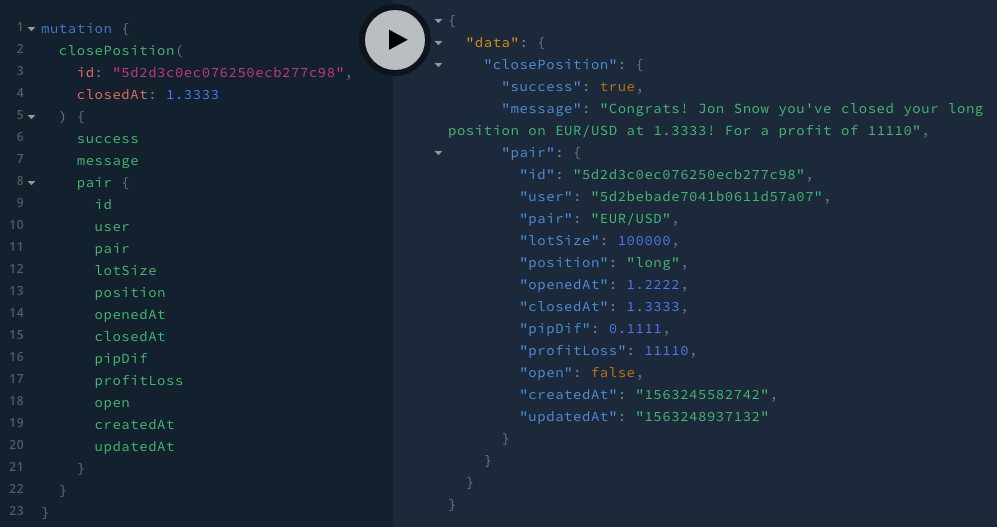 1 mutation {
2 closePosition(
3 id: "5d2d3c0ec076250ecb277c98",
4 closedAt: 1.3333
5 ) {
6 success
7 message
8 pair {
9 id
10 user
11 pair
12 lotSize
13 position
14 openedAt
15 closedAt
16 pipDif
17 profitLoss
18 open
19 createdAt
20 updatedAt
21 }
22 }
23 }
{
"data": {
"closePosition": {
"success": true,
"message": "Congrats! Jon Snow you've closed your long
position on EUR/USD at 1.3333! For a profit of 11110",
"pair": {
"id": "5d2d3c0ec076250ecb277c98",
"user": "5d2bebade7041b0611d57a07",
"pair": "EUR/USD",
"lotSize": 100000,
"position": "long",
"openedAt": 1.2222,
"closedAt": 1.3333,
"pipDif": 0.1111,
"profitLoss": 11110,
"open": false,
"createdAt": "1563245582742",
"updatedAt": "1563248937132"
}
}
}
}